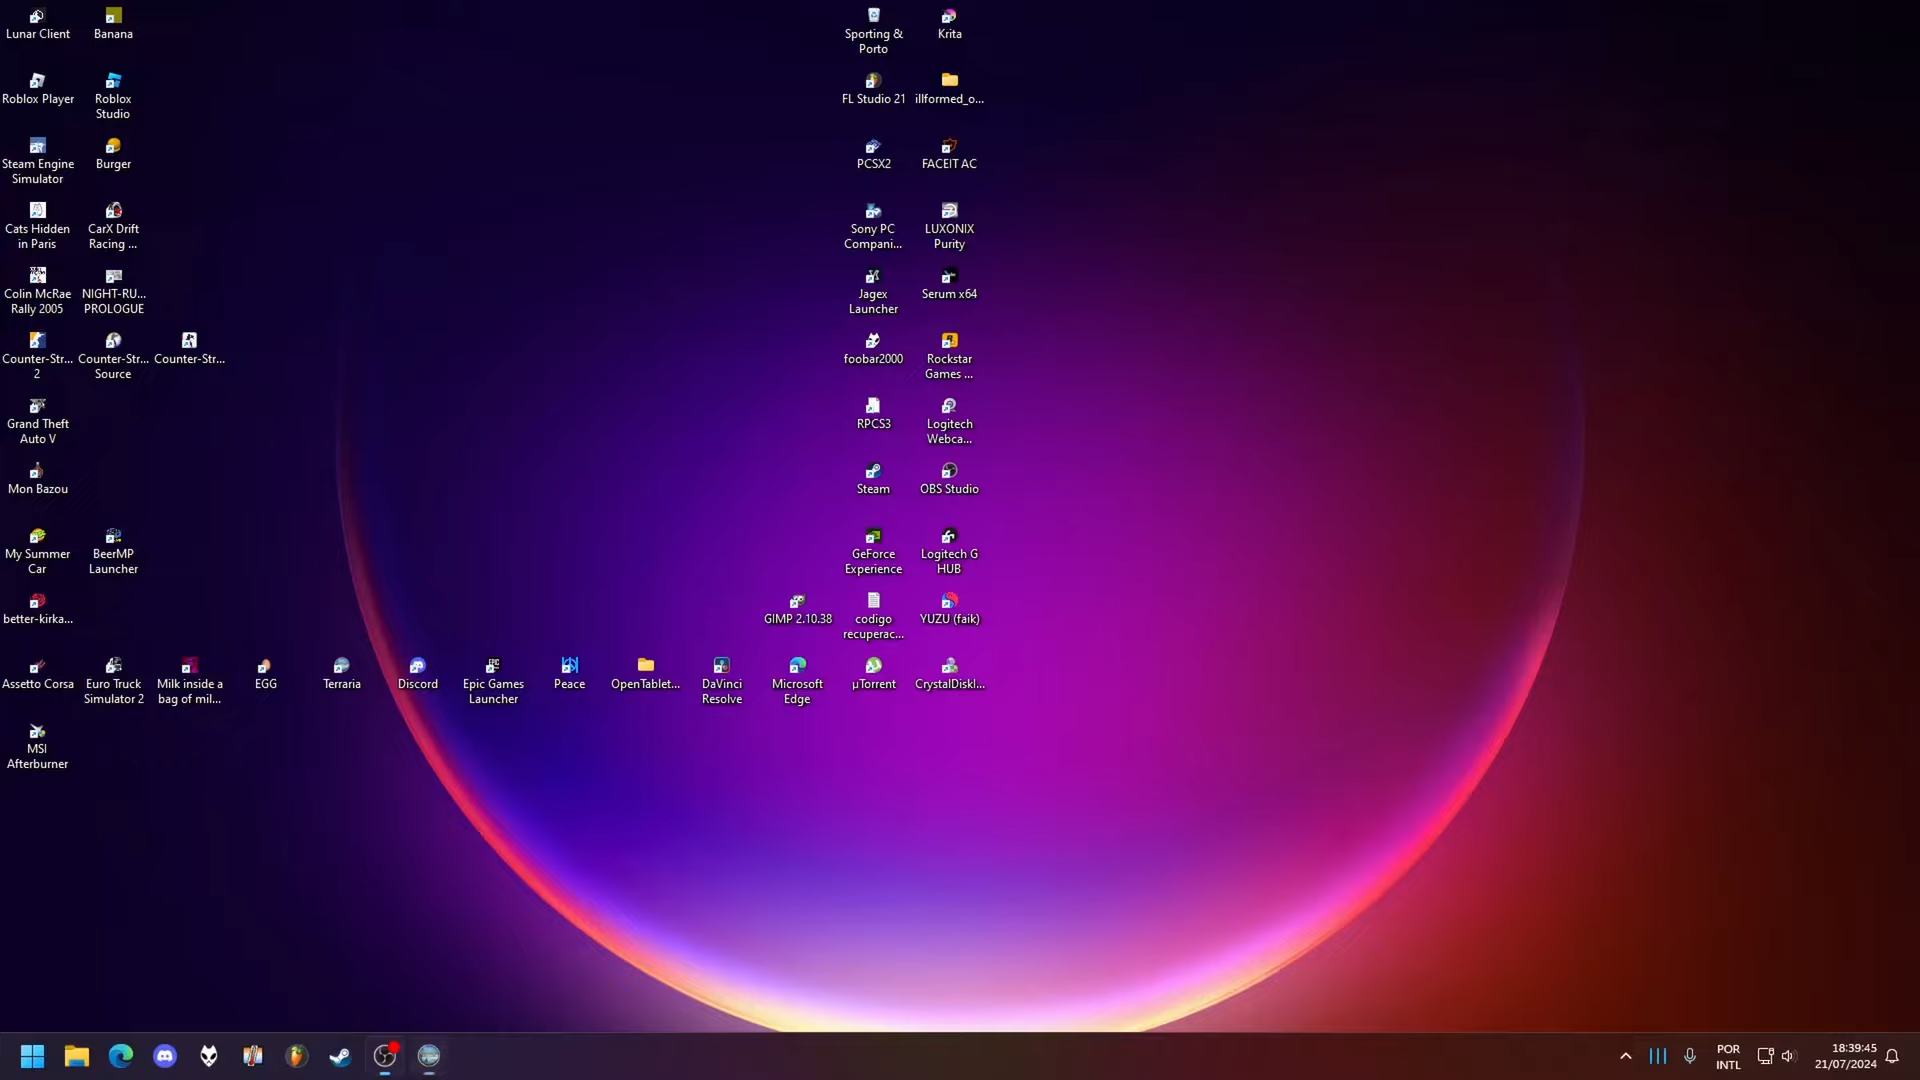 Lunar Client
Banana
Sporting &
Porto
Krita
Roblox Player
Roblox
Studio
FL Studio 21
illformed_o...
Steam Engine
Simulator
Burger
PCSX2
FACEIT AC
Cats Hidden
in Paris
CarX Drift
Racing ...
Sony PC
Compani...
LUXONIX
Purity
Colin McRae
Rally 2005
NIGHT-RU...
PROLOGUE
Jagex
Launcher
Serum x64
Counter-Str...
2
Counter-Str...
Source
Counter-Str...
foobar2000
Rockstar
Games ...
Grand Theft
Auto V
RPCS3
Logitech
Webca...
Mon Bazou
Steam
OBS Studio
My Summer
Car
BeerMP
Launcher
GeForce
Experience
Logitech G
HUB
better-kirka...
GIMP 2.10.38
codigo
recuperac...
YUZU (faik)
Assetto Corsa
Euro Truck
Simulator 2
Milk inside a
bag of mil...
EGG
Terraria
Discord
Epic Games
Launcher
Peace
OpenTablet...
DaVinci
Resolve
Microsoft
Edge
µTorrent
CrystalDiskI...
MSI
Afterburner
POR
INTL
18:39:45
21/07/2024